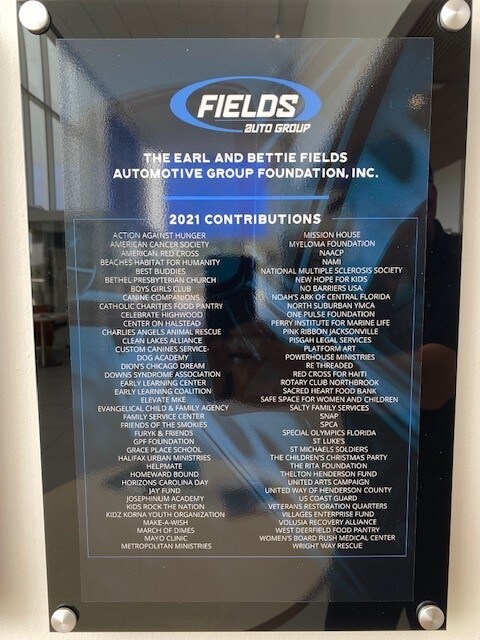 FIELDS
AUTO GROUP
THE EARL AND BETTIE FIELDS
AUTOMOTIVE GROUP FOUNDATION, INC.
2021 CONTRIBUTIONS
ACTION AGAINST HUNGER
AMERICAN CANCER SOCIETY
AMERICAN RED CROSS
BEACHES HABITAT FOR HUMANITY
BEST BUDDIES
BETHEL PRESBYTERIAN CHURCH
BOYS GIRLS CLUB
CANINE COMPANIONS
CATHOLIC CHARITIES FOOD PANTRY
CELEBRATE HIGHWOOD
CENTER ON HALSTED
CHARLIES ANGELS ANIMAL RESCUE
CLEAN LAKES ALLIANCE
CUSTOM CANINES SERVICE-
DOG ACADEMY
DION'S CHICAGO DREAM
DOWNS SYNDROME ASSOCIATION
EARLY LEARNING CENTER
EARLY LEARNING COALITION
ELEVATE MKE
EVANGELICAL CHILD & FAMILY AGENCY
FAMILY SERVICE CENTER
FRIENDS OF THE SMOKIES
FURYK & FRIENDS
GPF FOUNDATION
GRACE PLACE SCHOOL
HALIFAX URBAN MINISTRIES
HELPMATE
HOMEWARD BOUND
HORIZONS CAROLINA DAY
JAY FUND
JOSEPHINUM ACADEMY
KIDS ROCK THE NATION
KIDZ KORNA YOUTH ORGANIZATION
MAKE-A-WISH
MARCH OF DIMES
MAYO CLINIC
METROPOLITAN MINISTRIES
MISSION HOUSE
MYELOMA FOUNDATION
NAACP
NAMI
NATIONAL MULTIPLE SCLEROSIS SOCIETY
NEW HOPE FOR KIDS
NO BARRIERS USA
NOAH'S ARK OF CENTRAL FLORIDA
NORTH SUBURBAN YMCA
ONE PULSE FOUNDATION
PERRY INSTITUTE FOR MARINE LIFE
PINK RIBBON JACKSONVILLE
PISGAH LEGAL SERVICES
PLATFORM ART
POWERHOUSE MINISTRIES
RE THREADED
RED CROSS FOR HAITI
ROTARY CLUB NORTHBROOK
SACRED HEART FOOD BANK
SAFE SPACE FOR WOMEN AND CHILDREN
SALTY FAMILY SERVICES
SNAP
SPCA
SPECIAL OLYMPICS FLORIDA
ST LUKE'S
ST MICHAELS SOLDIERS
THE CHILDREN'S CHRISTMAS PARTY
THE RITA FOUNDATION
THELTON HENDERSON FUND
UNITED ARTS CAMPAIGN
UNITED WAY OF HENDERSON COUNTY
US COAST GUARD
VETERANS RESTORATION QUARTERS
VILLAGES ENTERPRISE FUND
VOLUSIA RECOVERY ALLIANCE
WEST DEERFIELD FOOD PANTRY
WOMEN'S BOARD RUSH MEDICAL CENTER
WRIGHT WAY RESCUE